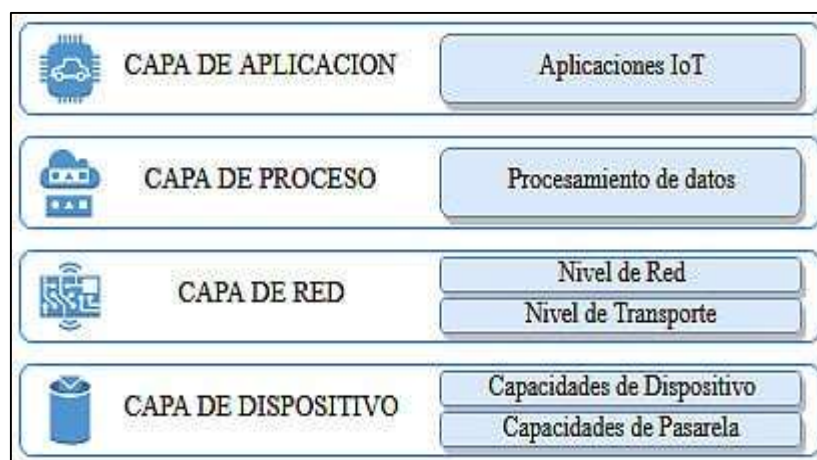 CAPA DE APLICACION
Aplicaciones IoT
CAPA DE PROCESO
Procesamiento de datos
CAPA DE RED
Nivel de Red
Nivel de Transporte
CAPA DE DISPOSITIVO
Capacidades de Dispositivo
Capacidades de Pasarela